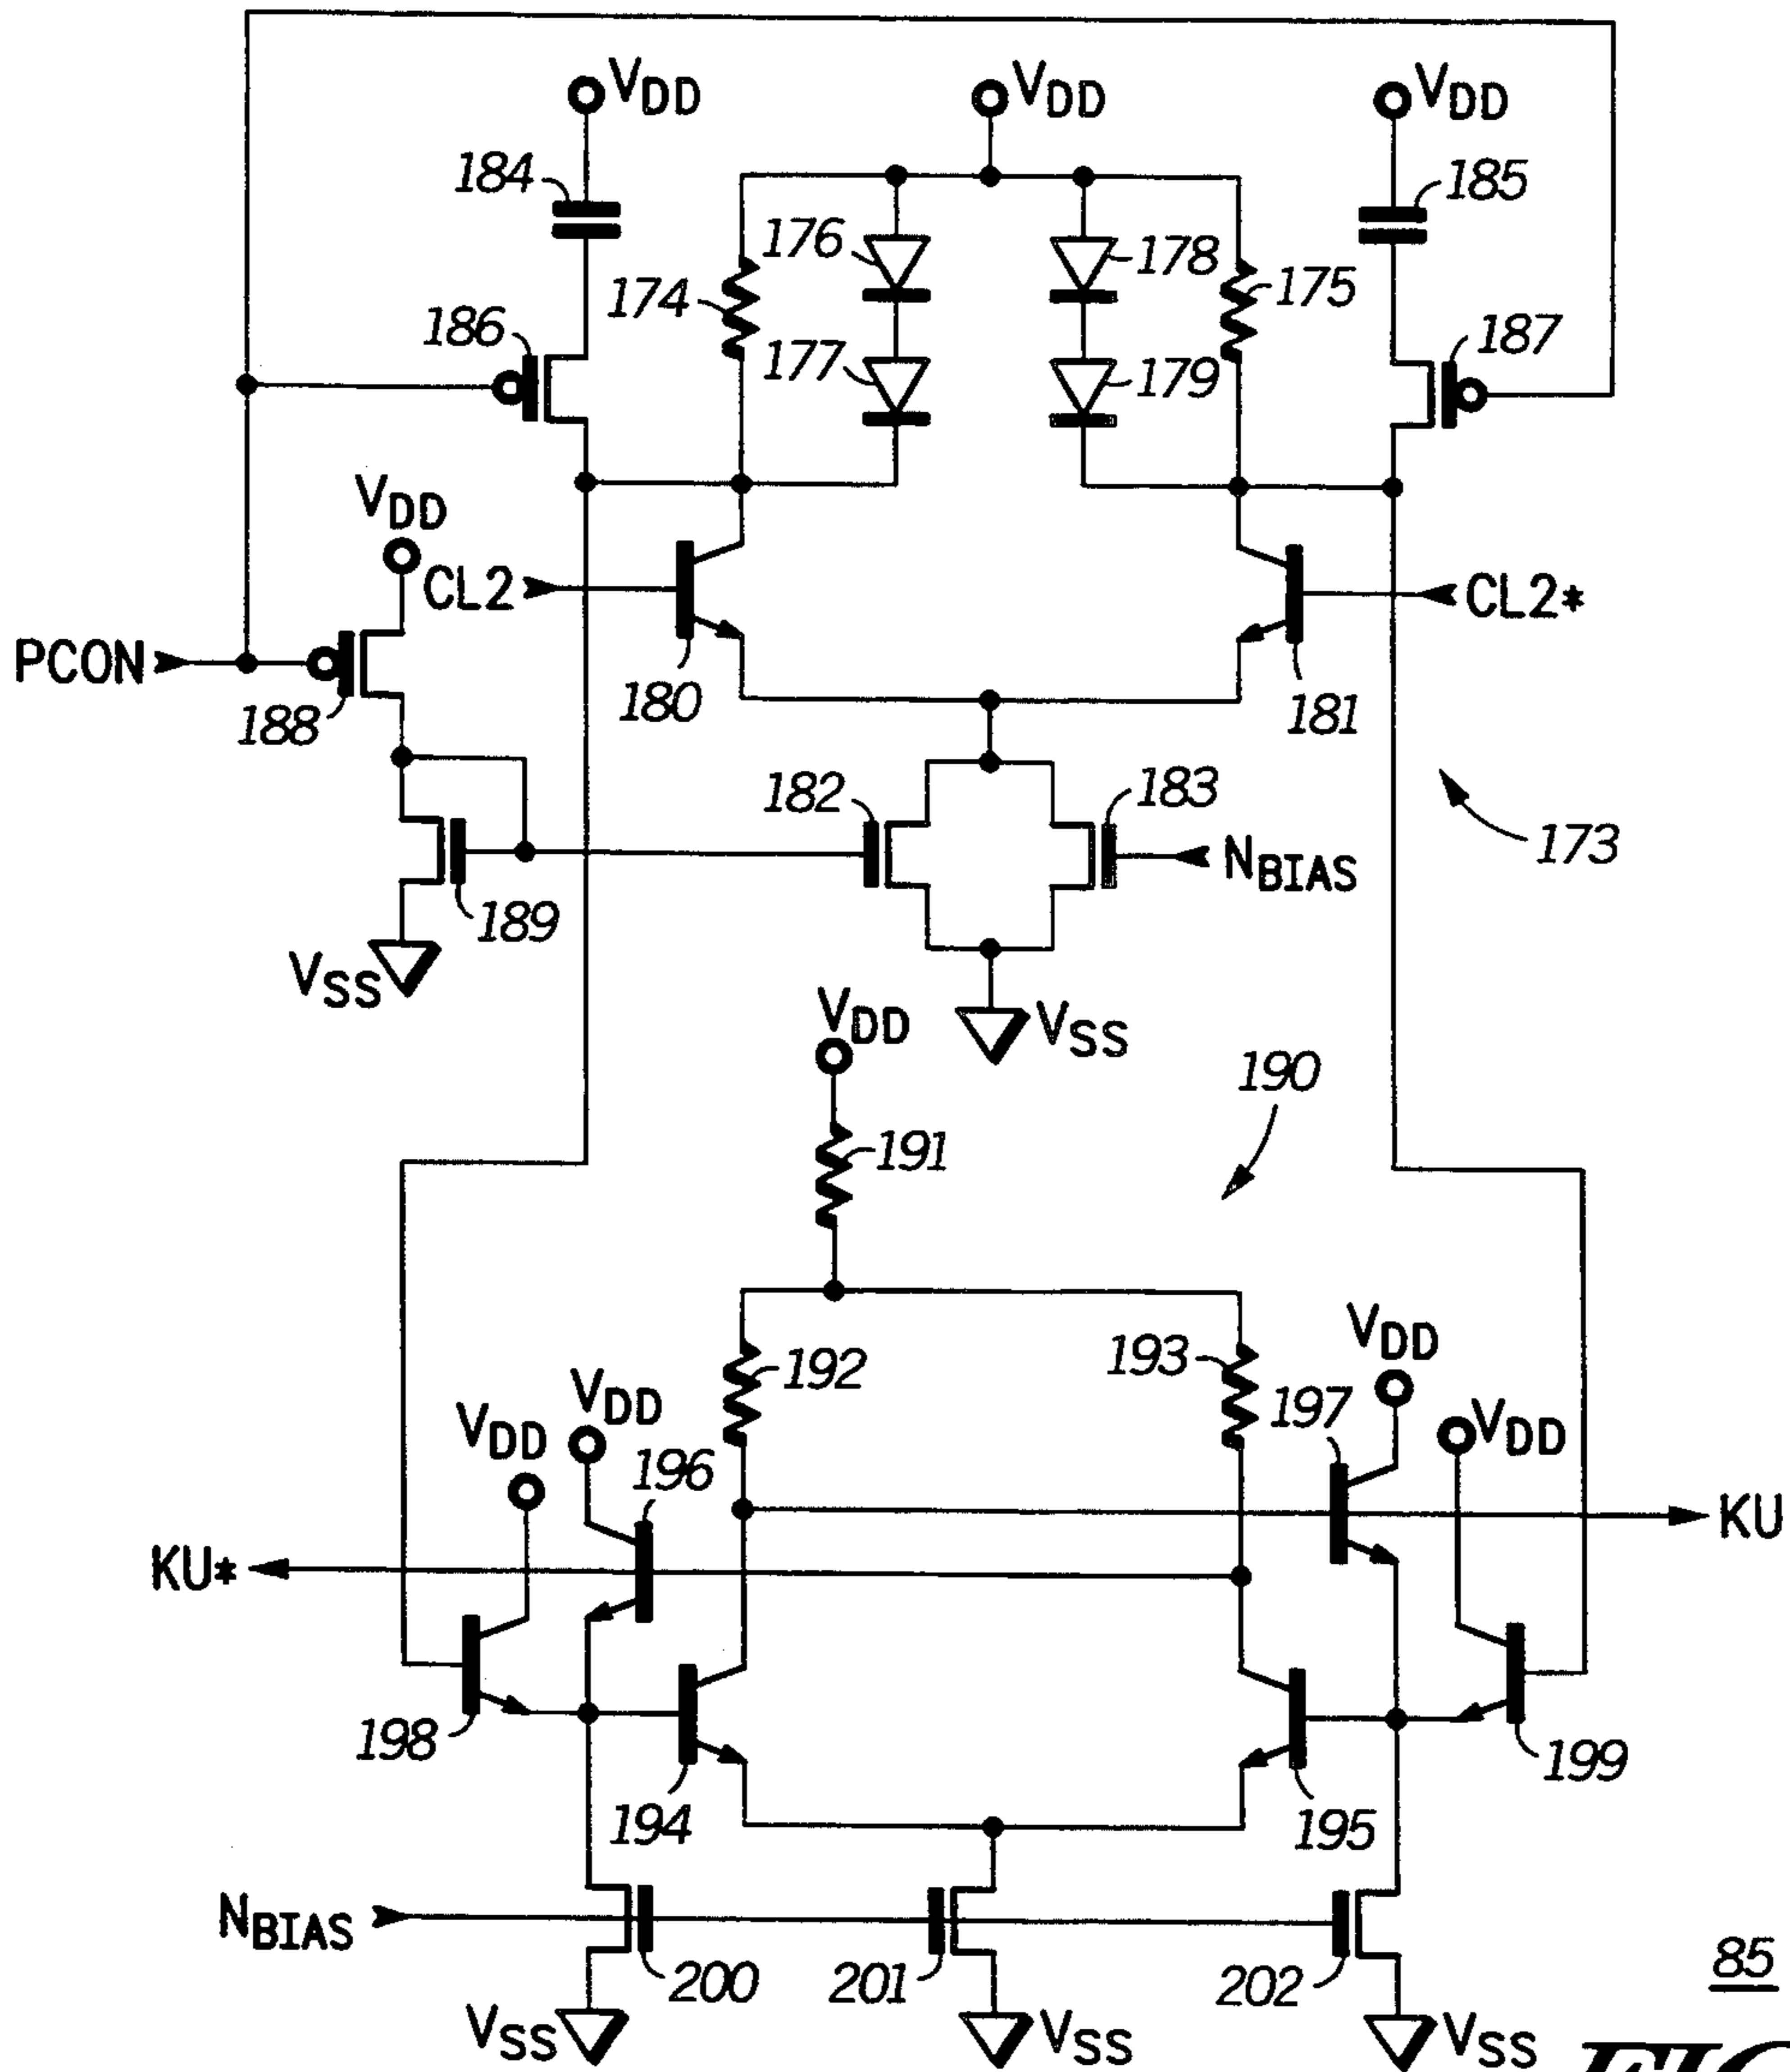 VDD
VDD
VDD
184
185
176
178
174
175
186
187
177
179
VDD
CL2
CL2*
PCON
180
181
188
182
183
173
189
NBIAS
VSS
VDD
VSS
190
191
VDD
192
193
VDD
197
VDD
VDD
196
KU
KU*
198
199
194
195
NBIAS
200
201
202
85
VSS
VSS
VSS